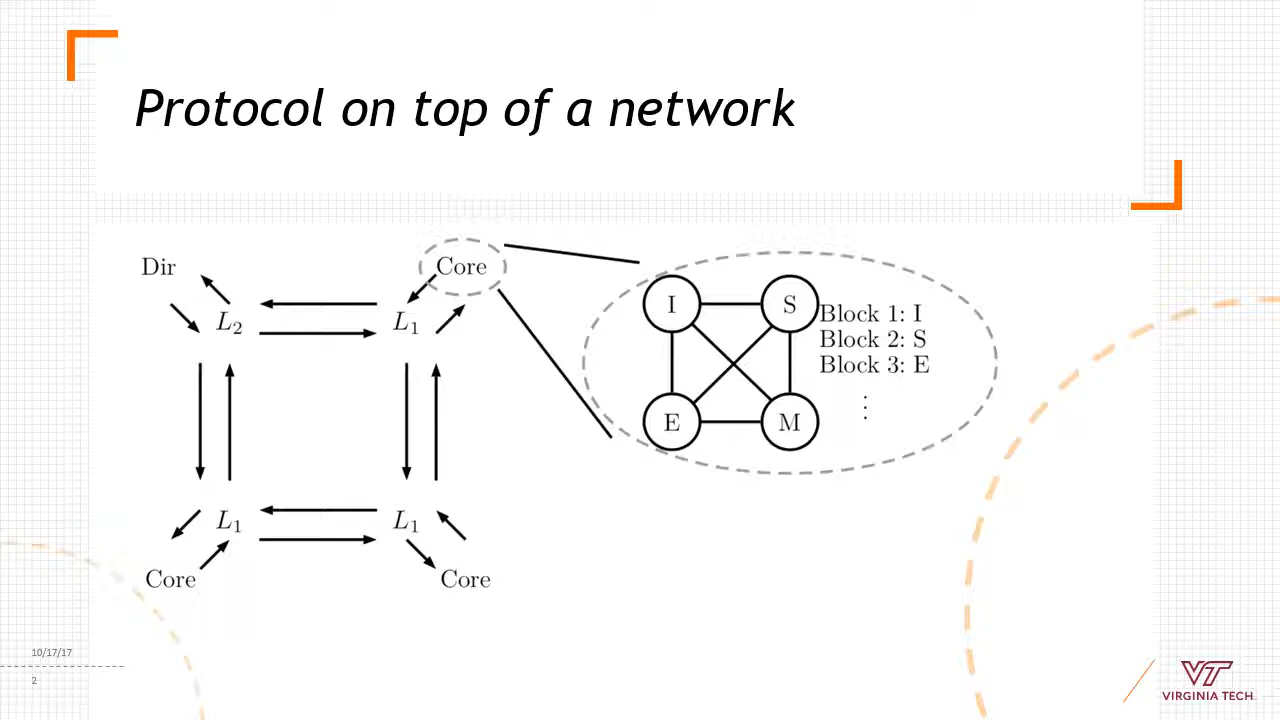 Protocol on top of a network
Dir
Core
L₂
L₁
I
S
Block 1: I
Block 2: S
Block 3: E
⋮
E
M
L₁
L₁
Core
Core
10/17/17
2
VT
VIRGINIA TECH